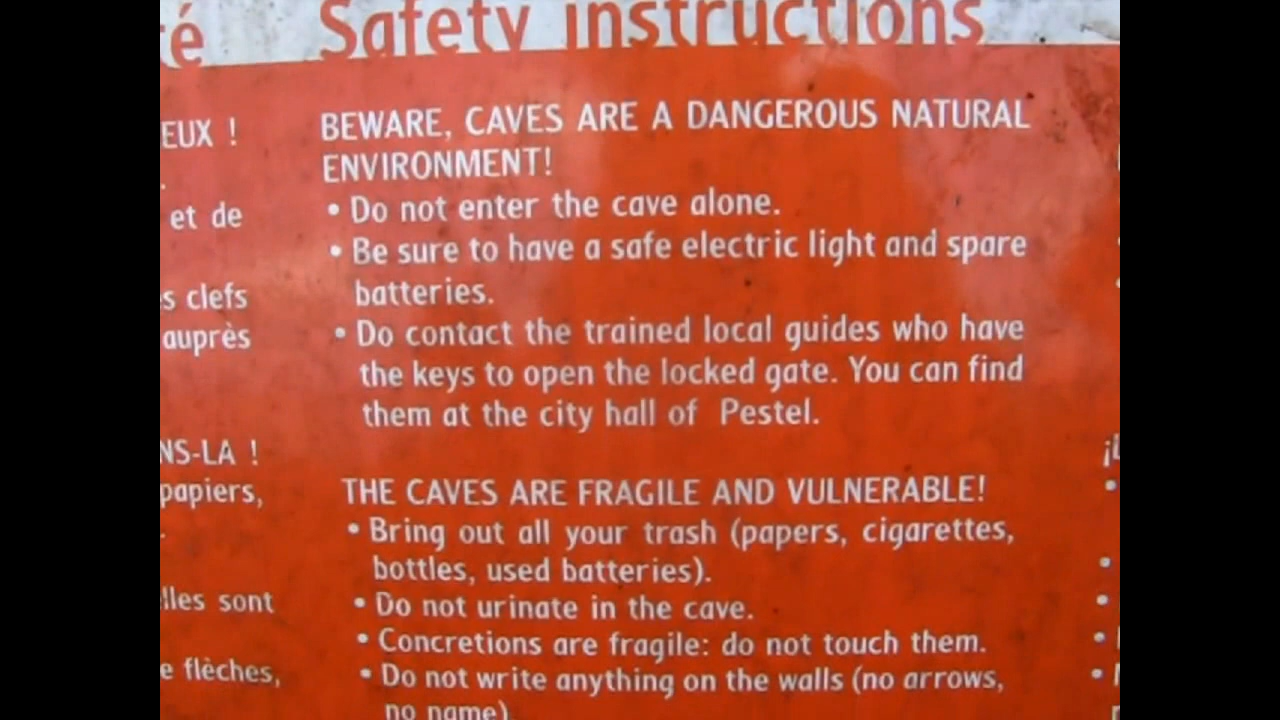 té
EUX !
et de
s clefs
auprès
NS-LA !
papiers,
lles sont
e flèches,
Safety instructions
BEWARE, CAVES ARE A DANGEROUS NATURAL
ENVIRONMENT!
• Do not enter the cave alone.
• Be sure to have a safe electric light and spare
batteries.
• Do contact the trained local guides who have
the keys to open the locked gate. You can find
them at the city hall of Pestel.
THE CAVES ARE FRAGILE AND VULNERABLE!
• Bring out all your trash (papers, cigarettes,
bottles, used batteries).
• Do not urinate in the cave.
• Concretions are fragile: do not touch them.
• Do not write anything on the walls (no arrows,
no name)